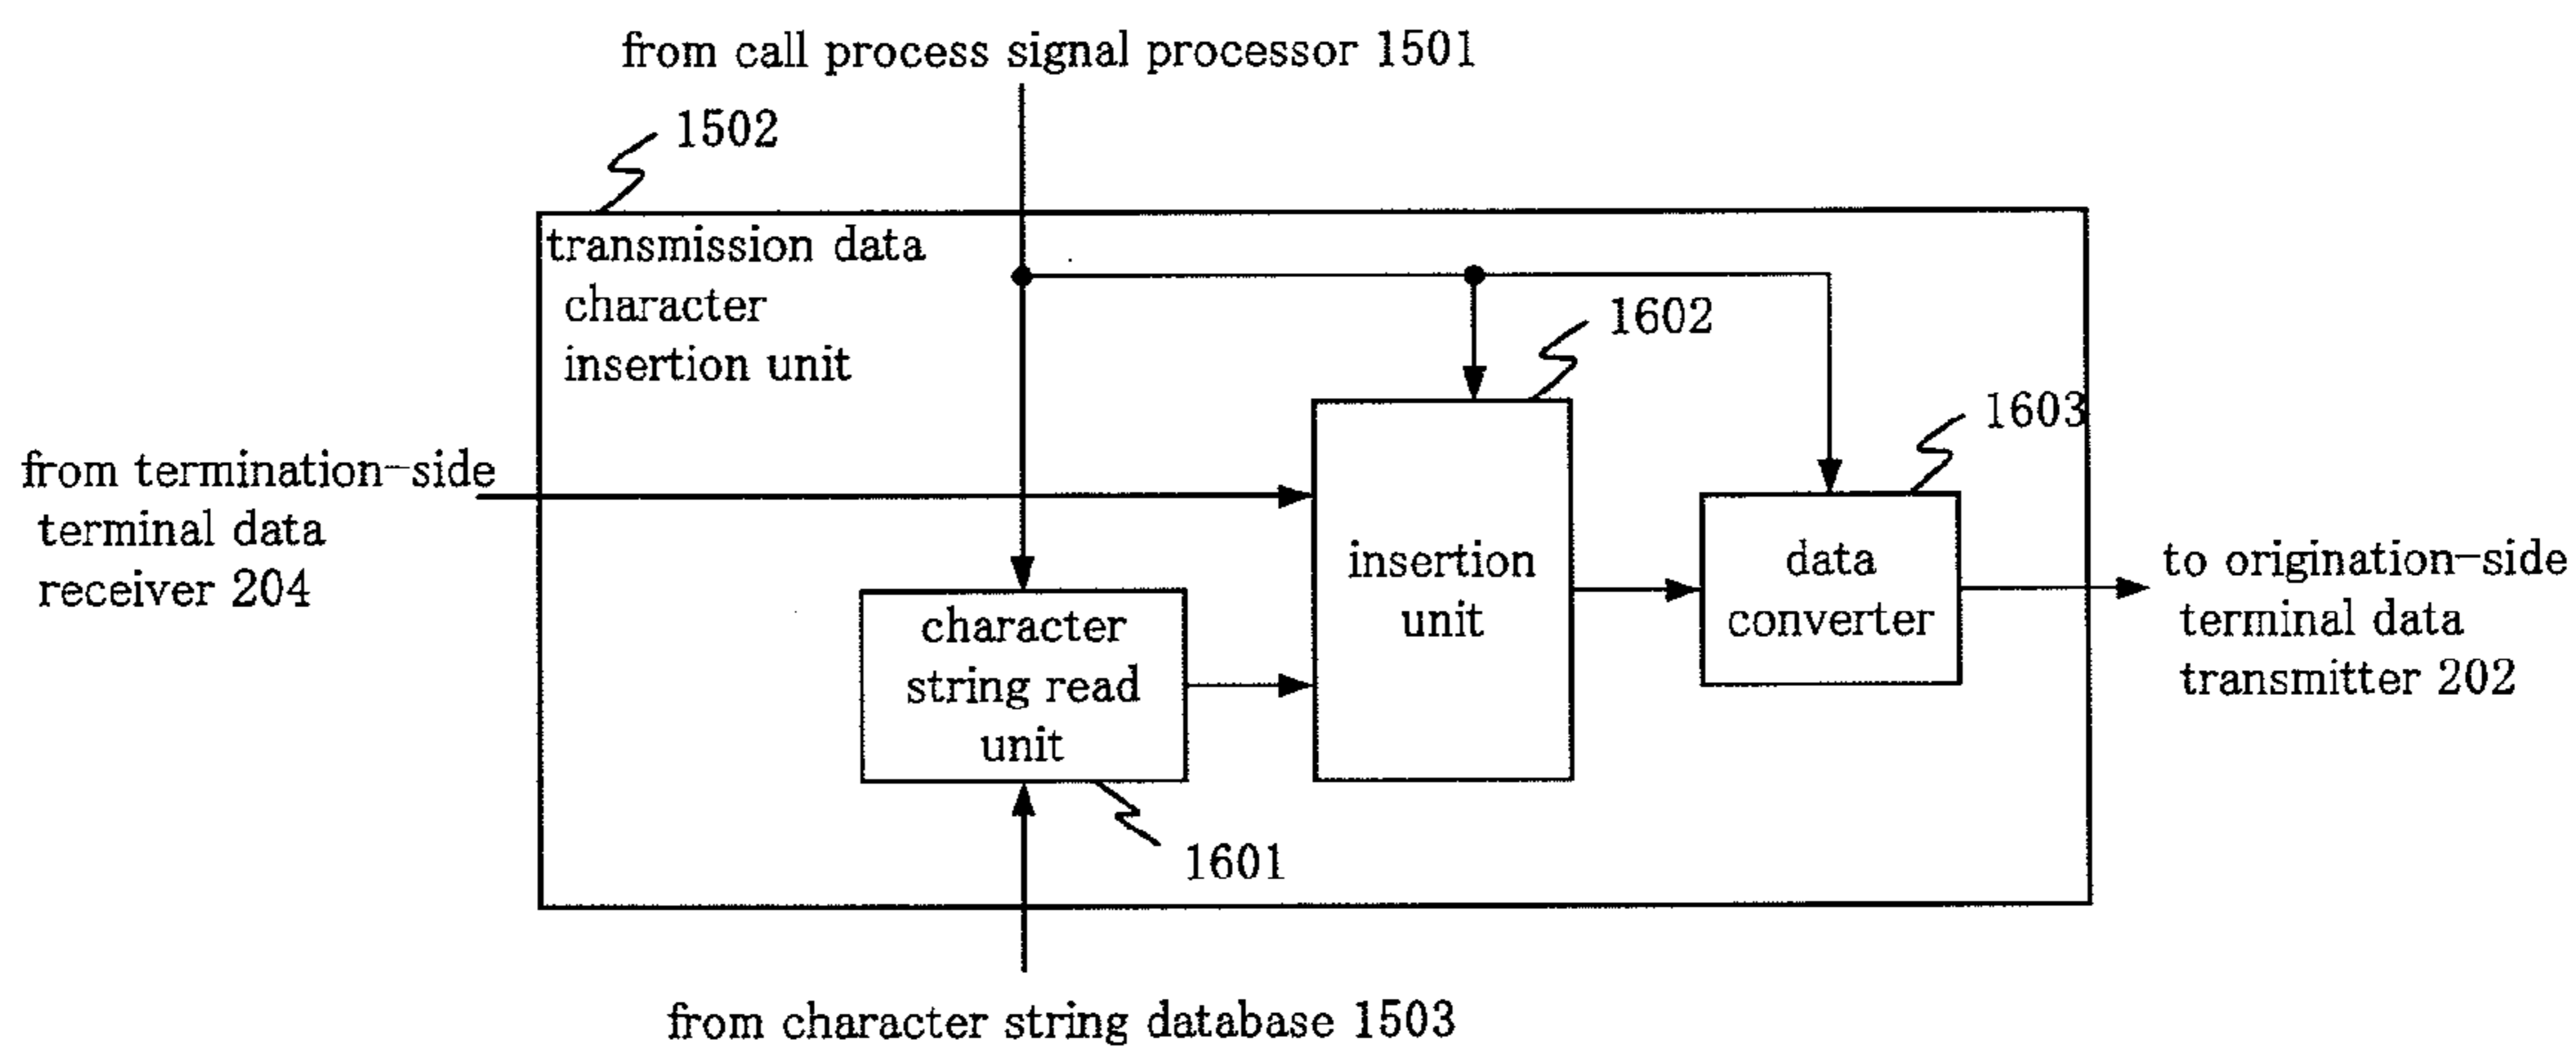 from call process signal processor 1501
1502
transmission data
character
insertion unit
1602
1603
from termination-side
terminal data
receiver 204
insertion
unit
data
converter
to origination-side
terminal data
transmitter 202
character
string read
unit
1601
from character string database 1503